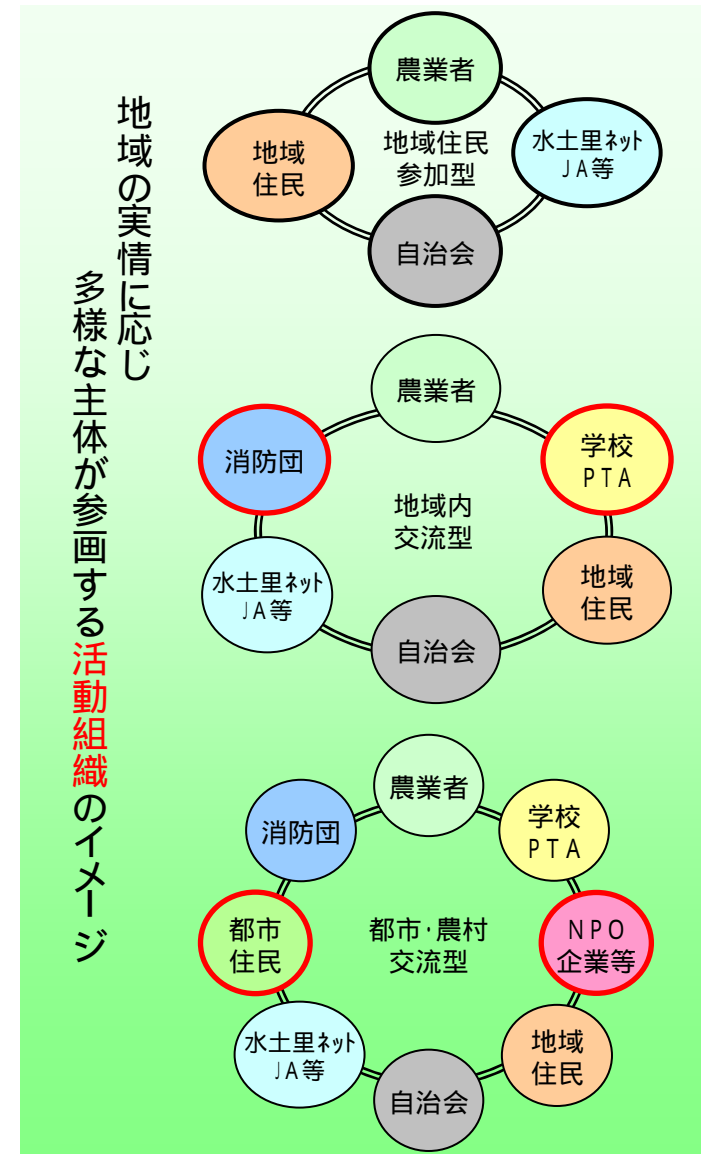 地域の実情に応じ
多様な主体が参画する活動組織のイメージ
農業者
地域
住民
地域住民
参加型
水土里ﾈｯﾄ
JA等
自治会
農業者
消防団
学校
PTA
地域内
交流型
水土里ﾈｯﾄ
JA等
地域
住民
自治会
農業者
消防団
学校
PTA
都市
住民
都市･農村
交流型
NPO
企業等
水土里ﾈｯﾄ
JA等
地域
住民
自治会